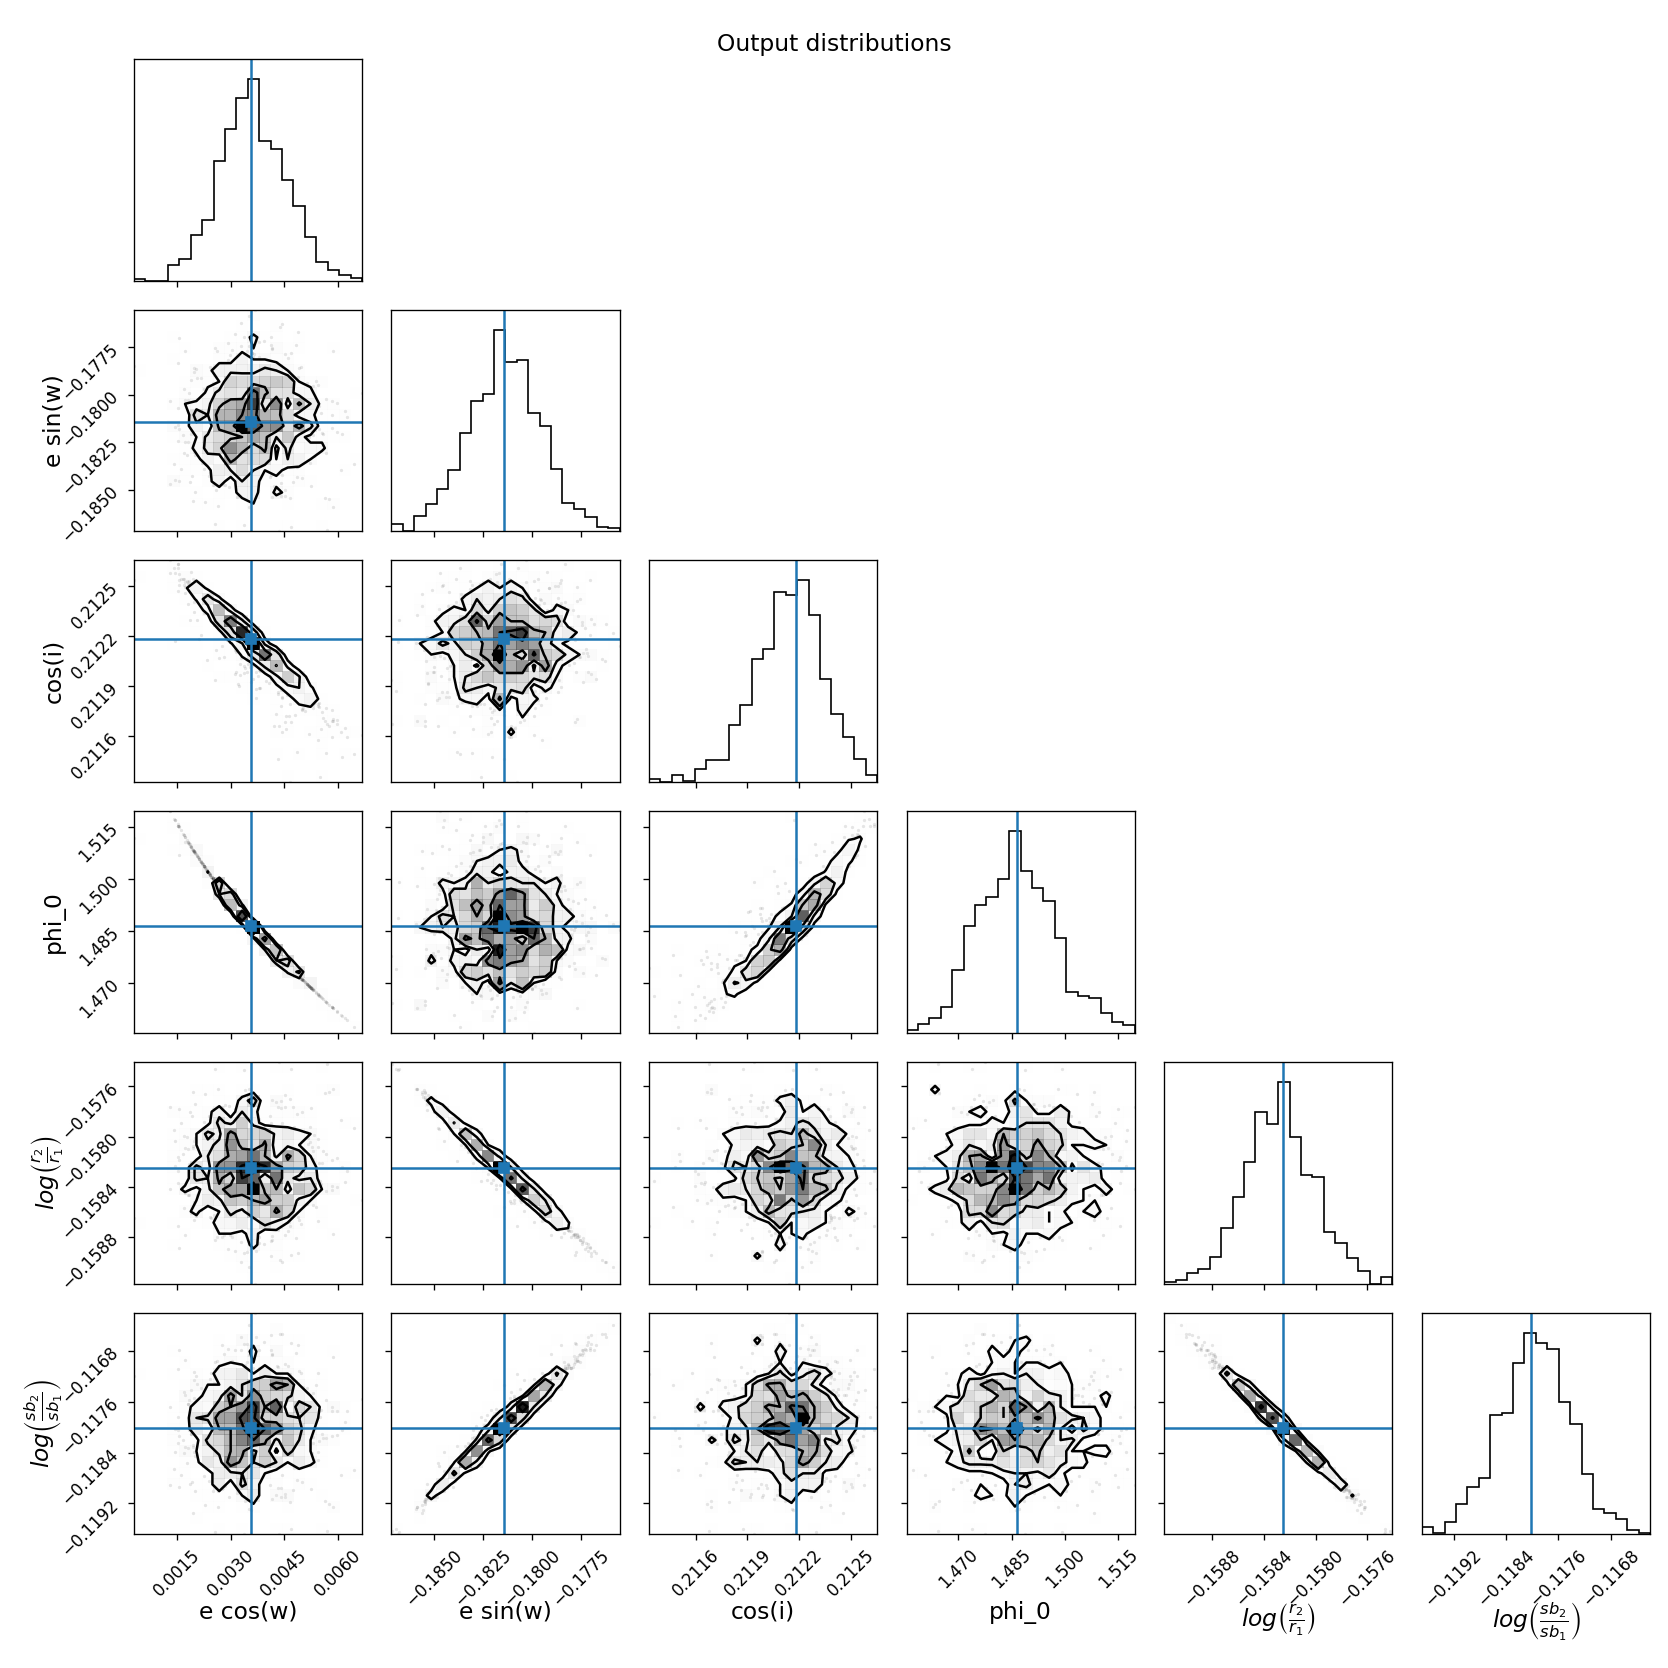 Output distributions
e sin(w)
−0.1775
−0.1800
−0.1825
−0.1850
cos(i)
0.2125
0.2122
0.2119
0.2116
phi_0
1.515
1.500
1.485
1.470
log(r2/r1)
−0.1576
−0.1580
−0.1584
−0.1588
log(sb2/sb1)
−0.1168
−0.1176
−0.1184
−0.1192
0.0015 0.0030 0.0045 0.0060
−0.1850 −0.1825 −0.1800 −0.1775
0.2116 0.2119 0.2122 0.2125
1.470 1.485 1.500 1.515
−0.1588 −0.1584 −0.1580 −0.1576
−0.1192 −0.1184 −0.1176 −0.1168
e cos(w)
e sin(w)
cos(i)
phi_0
log(r2/r1)
log(sb2/sb1)